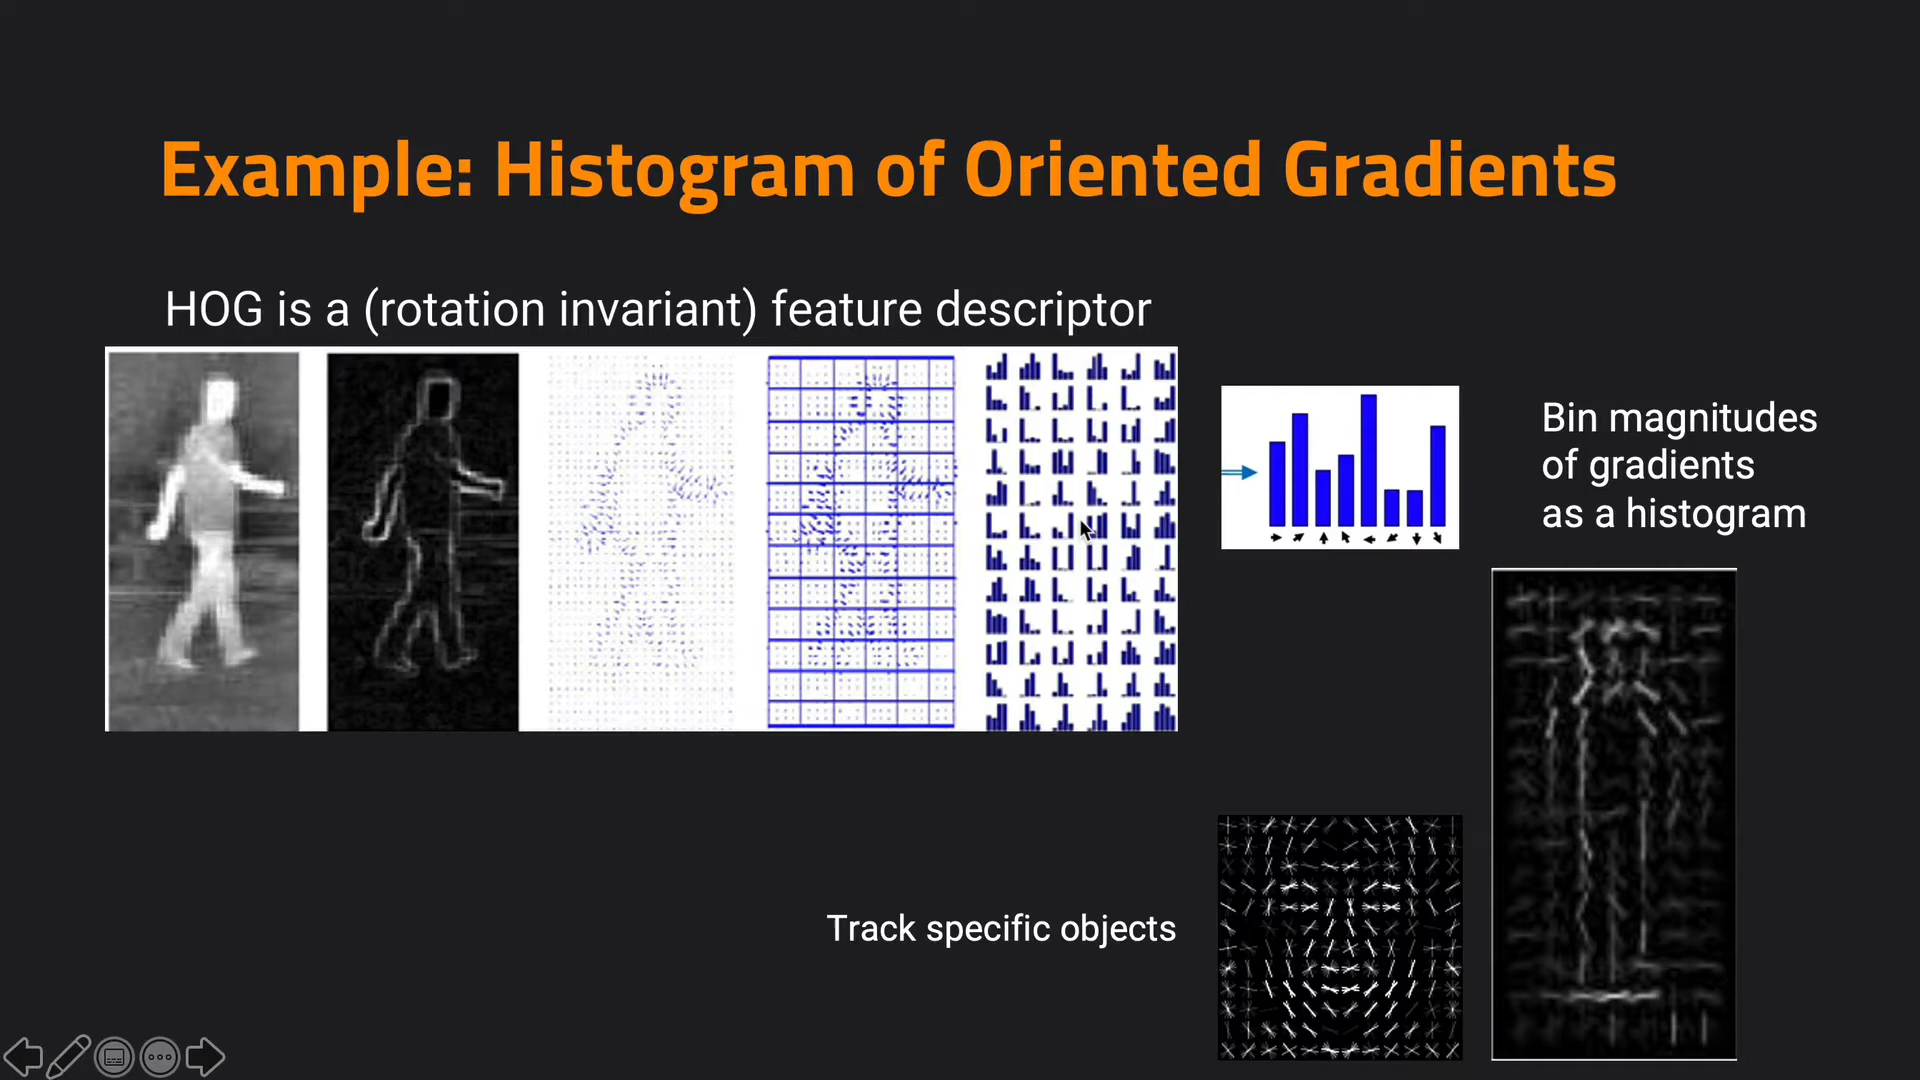 Example: Histogram of Oriented Gradients
HOG is a (rotation invariant) feature descriptor
Bin magnitudes
of gradients
as a histogram
Track specific objects